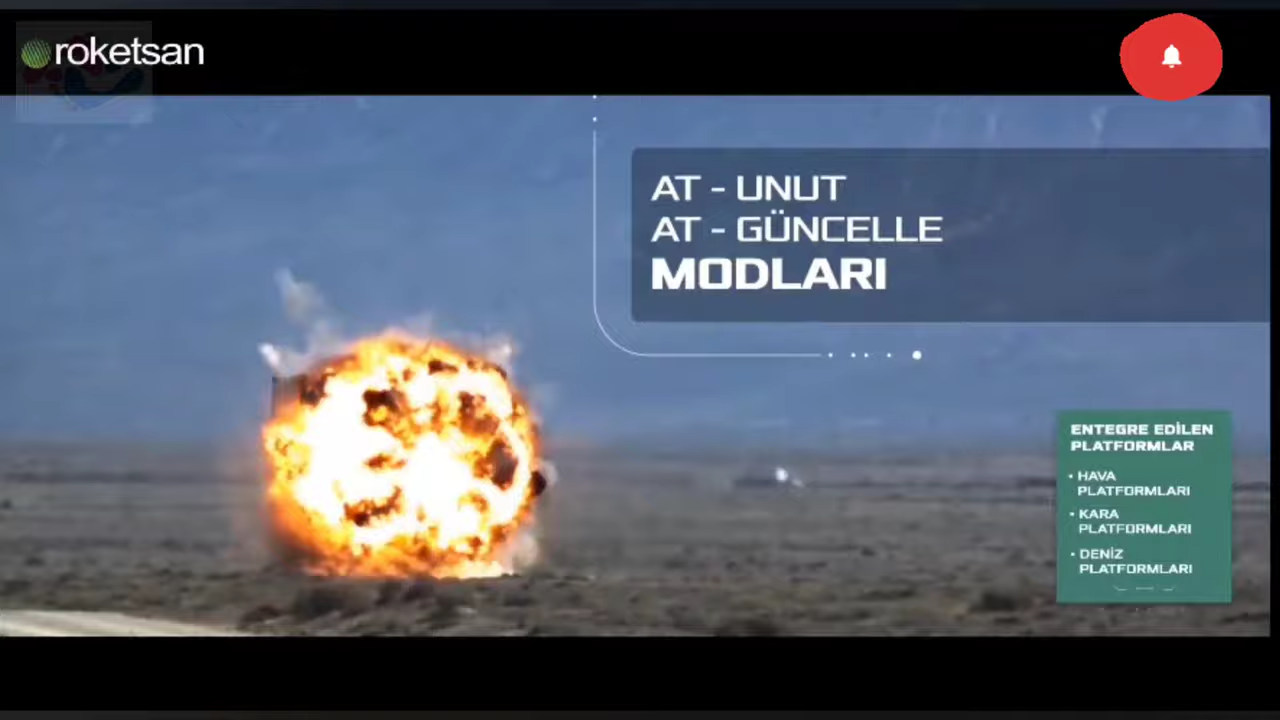 roketsan
AT - UNUT
AT - GÜNCELLE
MODLARI
ENTEGRE EDİLEN
PLATFORMLAR
• HAVA
PLATFORMLARI
• KARA
PLATFORMLARI
• DENİZ
PLATFORMLARI